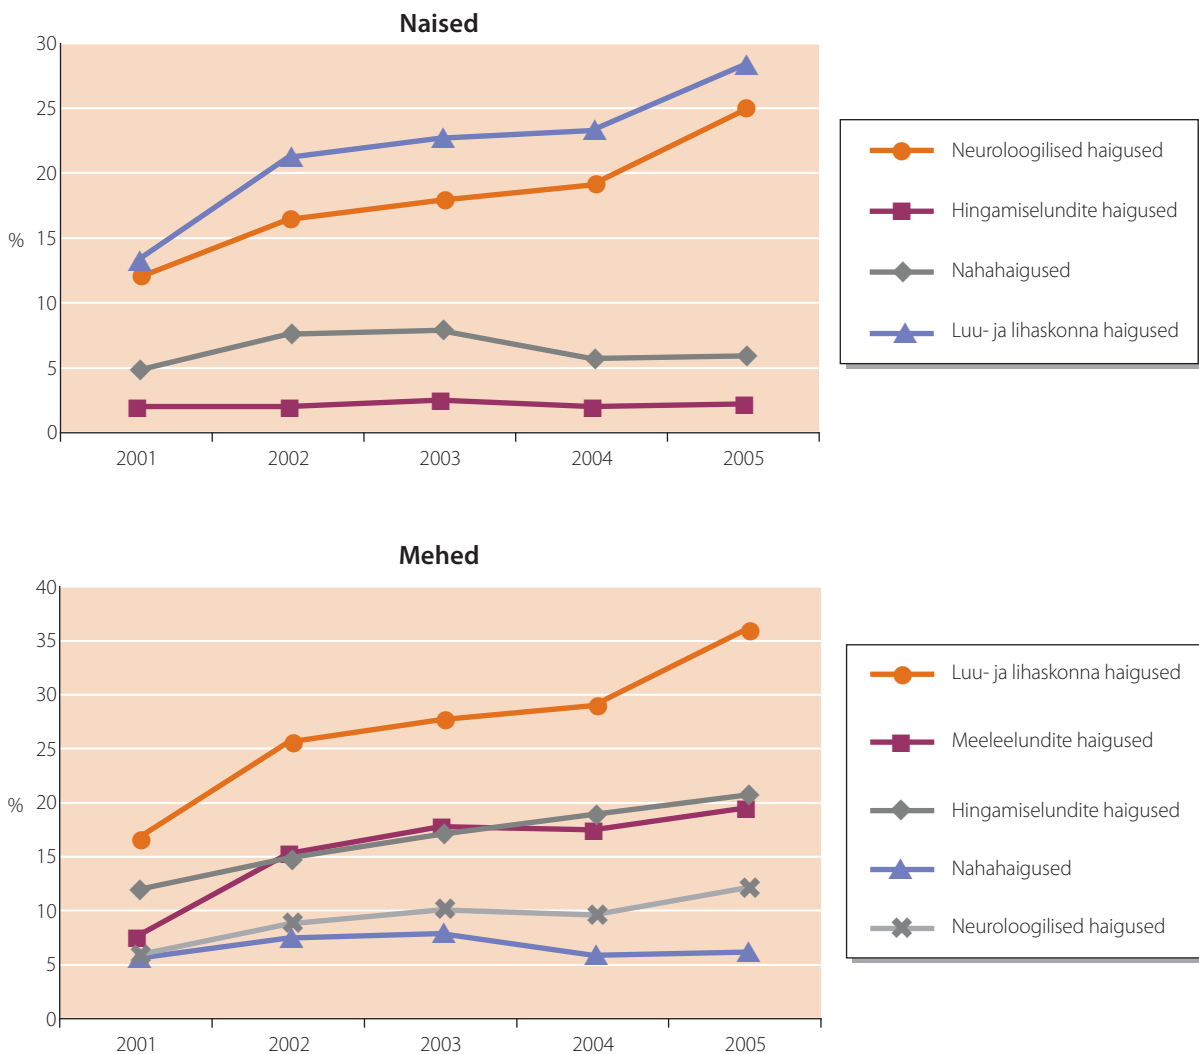 Naised
30
25
20
15
10
5
0
%
2001 2002 2003 2004 2005
Neuroloogilised haigused
Hingamiselundite haigused
Nahahaigused
Luu- ja lihaskonna haigused
Mehed
40
35
30
25
20
15
10
5
0
%
2001 2002 2003 2004 2005
Luu- ja lihaskonna haigused
Meeleelundite haigused
Hingamiselundite haigused
Nahahaigused
Neuroloogilised haigused